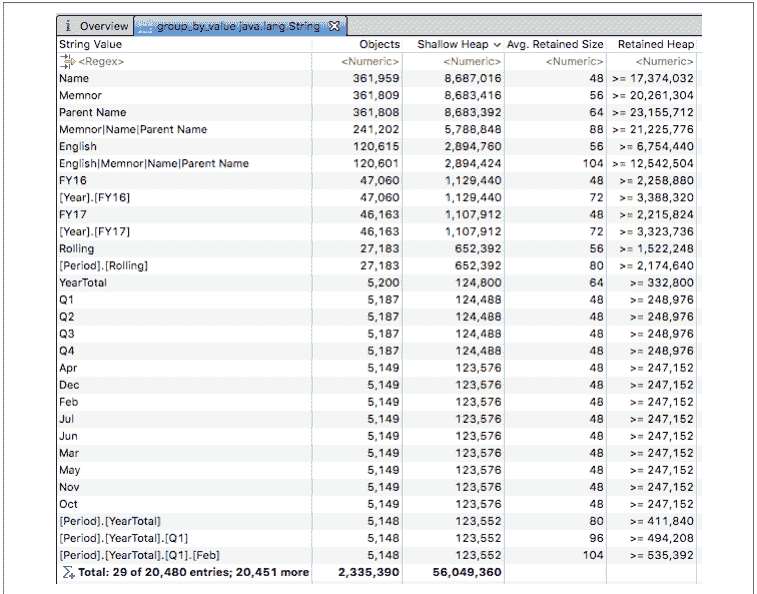 i Overview group_by_value java.lang.String
String Value Objects Shallow Heap Avg. Retained Size Retained Heap
<Regex> <Numeric> <Numeric> <Numeric> <Numeric>
Name 361,959 8,687,016 48 >= 17,374,032
Memnor 361,809 8,683,416 56 >= 20,261,304
Parent Name 361,808 8,683,392 64 >= 23,155,712
Memnor|Name|Parent Name 241,202 5,788,848 88 >= 21,225,776
English 120,615 2,894,760 56 >= 6,754,440
English|Memnor|Name|Parent Name 120,601 2,894,424 104 >= 12,542,504
FY16 47,060 1,129,440 48 >= 2,258,880
[Year].[FY16] 47,060 1,129,440 72 >= 3,388,320
FY17 46,163 1,107,912 48 >= 2,215,824
[Year].[FY17] 46,163 1,107,912 72 >= 3,323,736
Rolling 27,183 652,392 56 >= 1,522,248
[Period].[Rolling] 27,183 652,392 80 >= 2,174,640
YearTotal 5,200 124,800 64 >= 332,800
Q1 5,187 124,488 48 >= 248,976
Q2 5,187 124,488 48 >= 248,976
Q3 5,187 124,488 48 >= 248,976
Q4 5,187 124,488 48 >= 248,976
Apr 5,149 123,576 48 >= 247,152
Dec 5,149 123,576 48 >= 247,152
Feb 5,149 123,576 48 >= 247,152
Jul 5,149 123,576 48 >= 247,152
Jun 5,149 123,576 48 >= 247,152
Mar 5,149 123,576 48 >= 247,152
May 5,149 123,576 48 >= 247,152
Nov 5,149 123,576 48 >= 247,152
Oct 5,149 123,576 48 >= 247,152
[Period].[YearTotal] 5,148 123,552 80 >= 411,840
[Period].[YearTotal].[Q1] 5,148 123,552 96 >= 494,208
[Period].[YearTotal].[Q1].[Feb] 5,148 123,552 104 >= 535,392
Total: 29 of 20,480 entries; 20,451 more 2,335,390 56,049,360